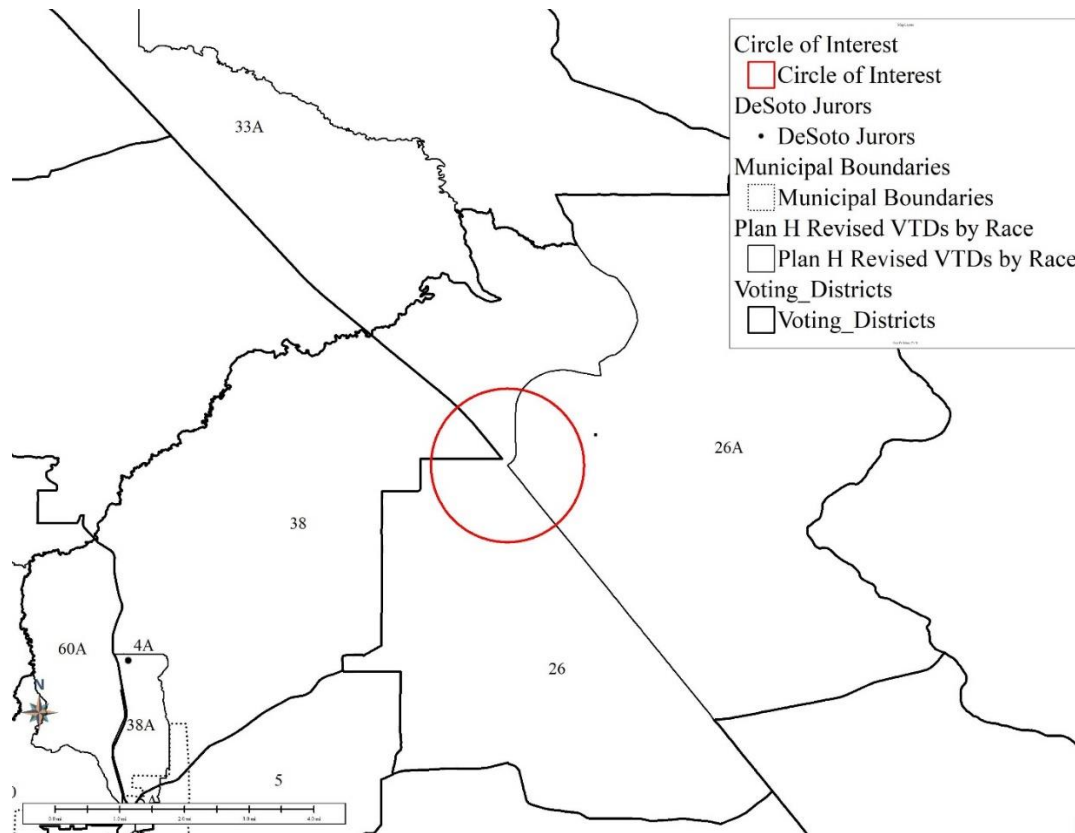 Circle of Interest
Circle of Interest
DeSoto Jurors
DeSoto Jurors
Municipal Boundaries
Municipal Boundaries
Plan H Revised VTDs by Race
Plan H Revised VTDs by Race
Voting_Districts
Voting_Districts
33A
26A
38
60A
4A
26
N
38A
5